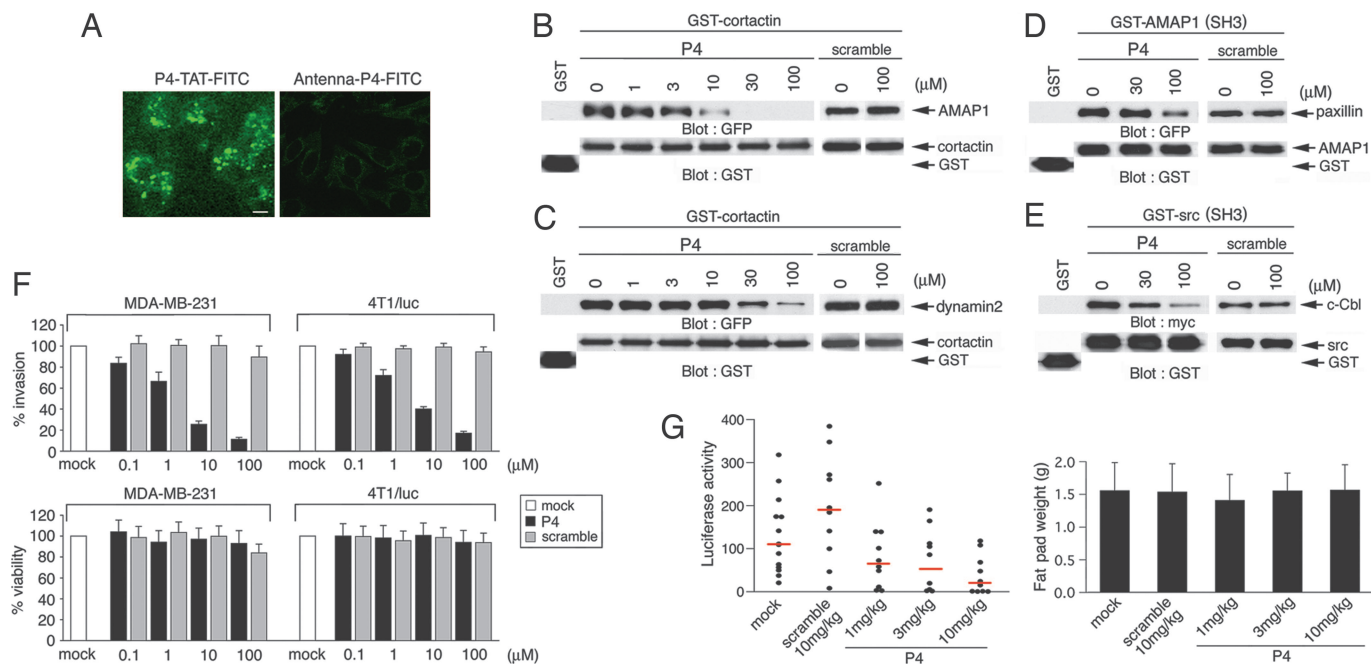 A
P4-TAT-FITC
Antenna-P4-FITC
B
GST-cortactin
GST
P4
scramble
0 1 3 10 30 100
0 100
(μM)
AMAP1
Blot : GFP
cortactin
GST
Blot : GST
C
GST-cortactin
GST
P4
scramble
0 1 3 10 30 100
0 100
(μM)
dynamin2
Blot : GFP
cortactin
GST
Blot : GST
D
GST-AMAP1 (SH3)
GST
P4
scramble
0 30 100
0 100
(μM)
paxillin
Blot : GFP
AMAP1
GST
Blot : GST
E
GST-src (SH3)
GST
P4
scramble
0 30 100
0 100
(μM)
c-Cbl
Blot : myc
src
GST
Blot : GST
F
MDA-MB-231
4T1/luc
% invasion
120
100
80
60
40
20
0
mock 0.1 1 10 100
mock 0.1 1 10 100 (μM)
MDA-MB-231
4T1/luc
% viability
120
100
80
60
40
20
0
mock 0.1 1 10 100
mock 0.1 1 10 100 (μM)
mock
P4
scramble
G
Luciferase activity
400
300
200
100
0
mock
scramble
10mg/kg
1mg/kg
3mg/kg
10mg/kg
P4
Fat pad weight (g)
2.0
1.5
1.0
0.5
0
mock
scramble
10mg/kg
1mg/kg
3mg/kg
10mg/kg
P4